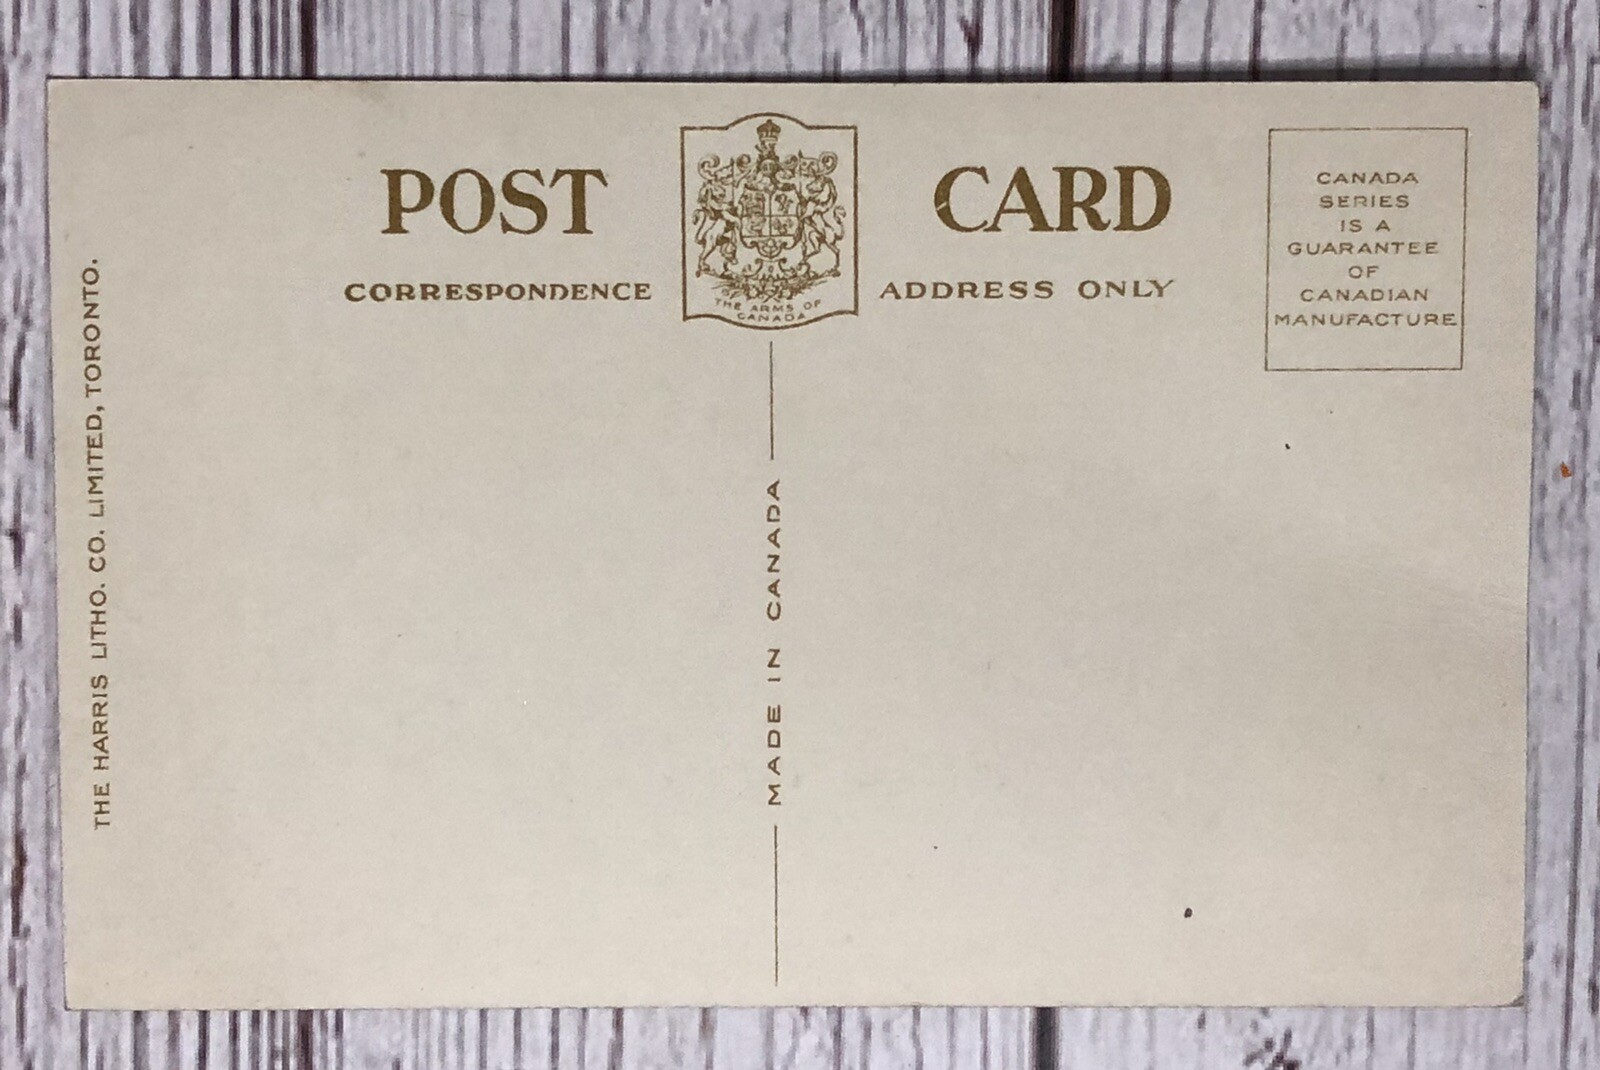 POST CARD
CORRESPONDENCE
ADDRESS ONLY
THE ARMS OF
CANADA
CANADA
SERIES
IS A
GUARANTEE
OF
CANADIAN
MANUFACTURE
MADE IN CANADA
THE HARRIS LITHO. CO. LIMITED, TORONTO.